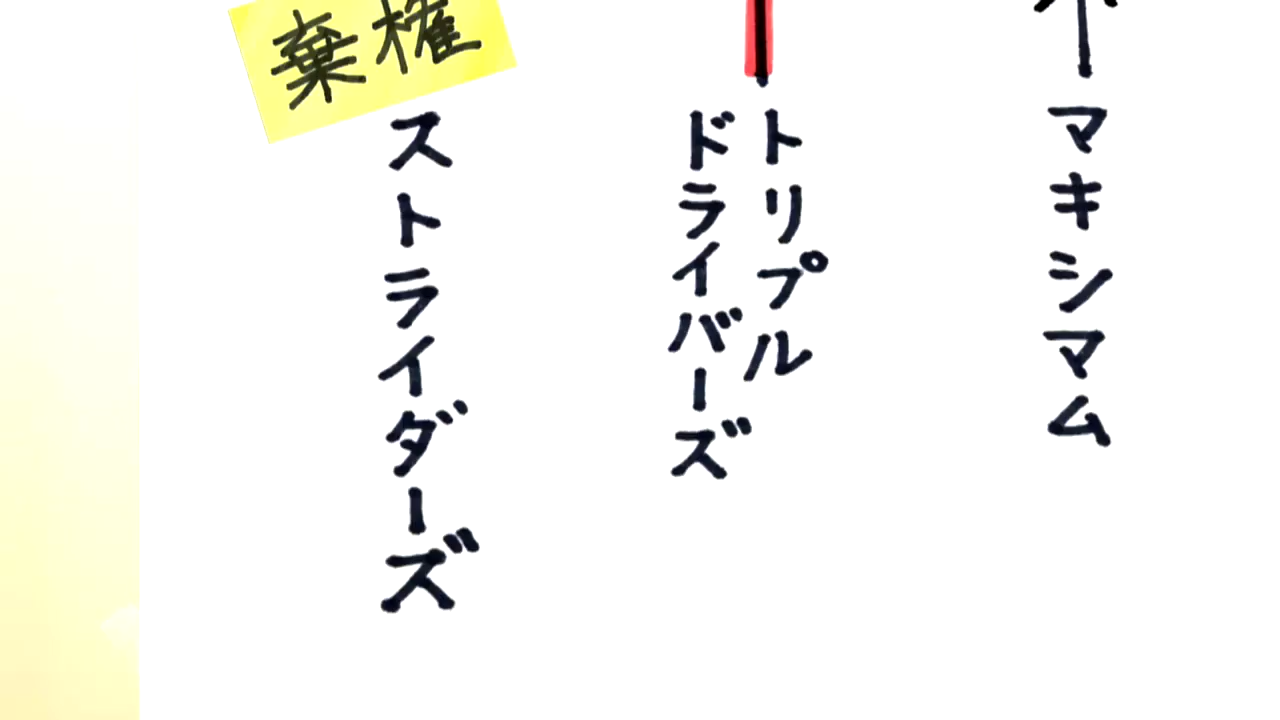 マキシマム
トリプル
ドライバーズ
棄権
ストライダーズ